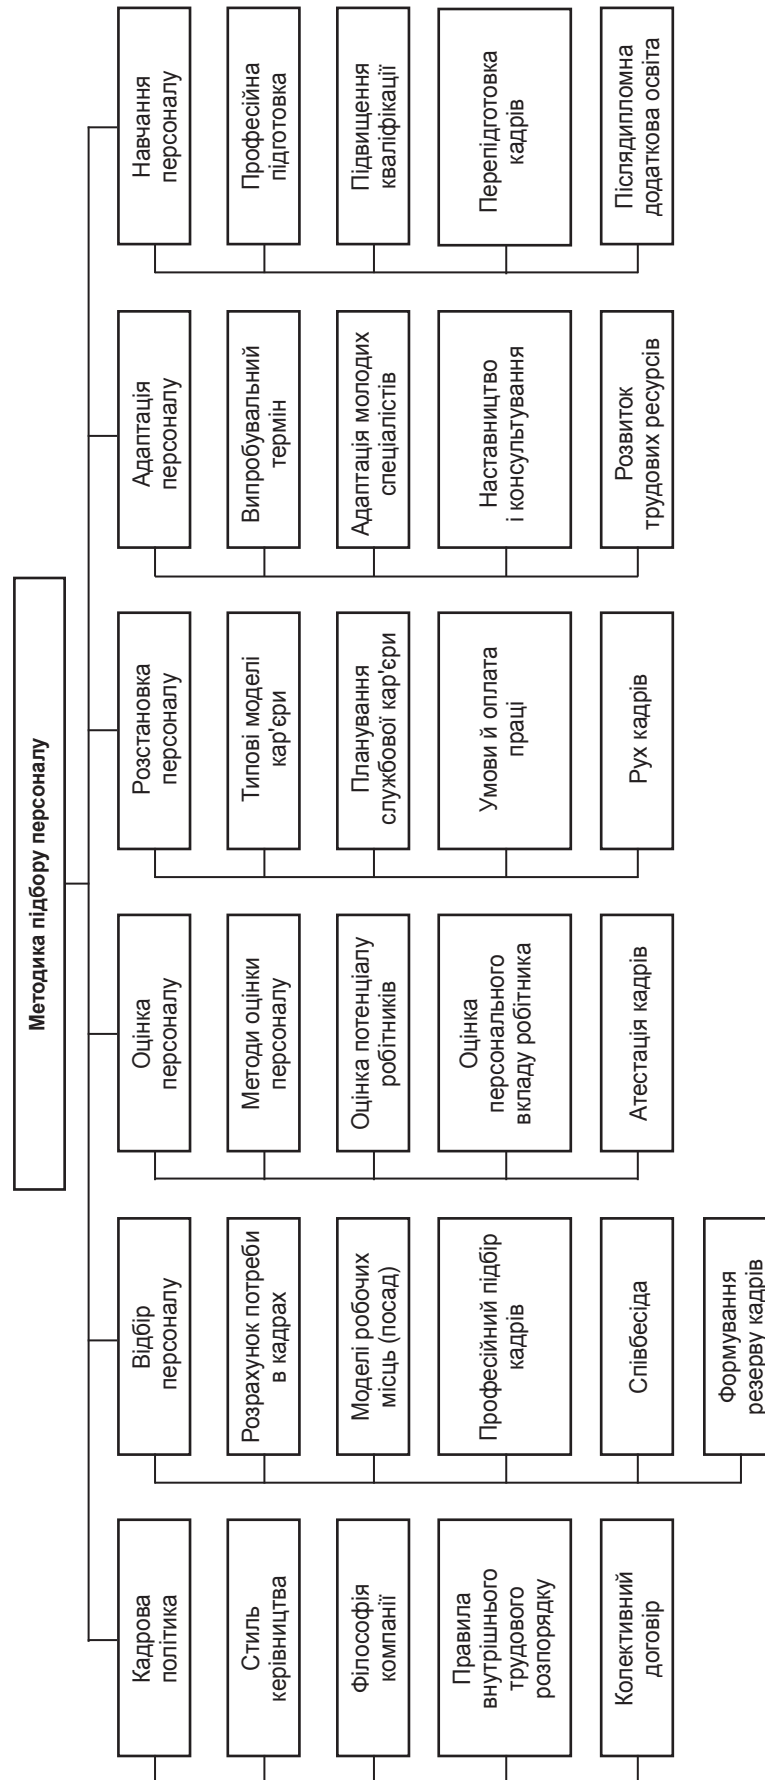 Методика підбору персоналу
Кадрова
політика
Стиль
керівництва
Філософія
компанії
Правила
внутрішнього
трудового
розпорядку
Колективний
договір
Відбір
персоналу
Розрахунок потреби
в кадрах
Моделі робочих
місць (посад)
Професійний підбір
кадрів
Співбесіда
Формування
резерву кадрів
Оцінка
персоналу
Методи оцінки
персоналу
Оцінка потенціалу
робітників
Оцінка
персонального
вкладу робітника
Атестація кадрів
Розстановка
персоналу
Типові моделі
кар'єри
Планування
службової кар'єри
Умови й оплата
праці
Рух кадрів
Адаптація
персоналу
Випробувальний
термін
Адаптація молодих
спеціалістів
Наставництво
і консультування
Розвиток
трудових ресурсів
Навчання
персоналу
Професійна
підготовка
Підвищення
кваліфікації
Перепідготовка
кадрів
Післядипломна
додаткова освіта